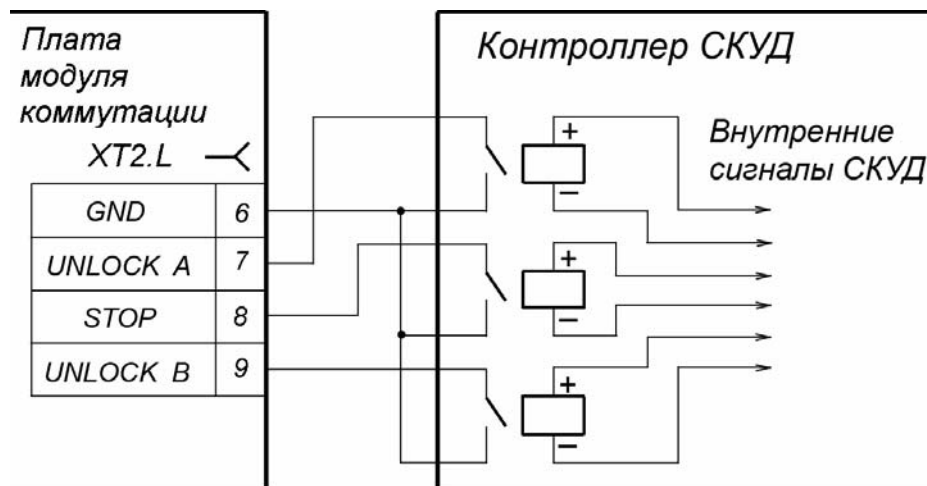 Плата
модуля
коммутации
XT2.L
GND 6
UNLOCK A 7
STOP 8
UNLOCK B 9
Контроллер СКУД
Внутренние
сигналы СКУД
+
−
+
−
+
−